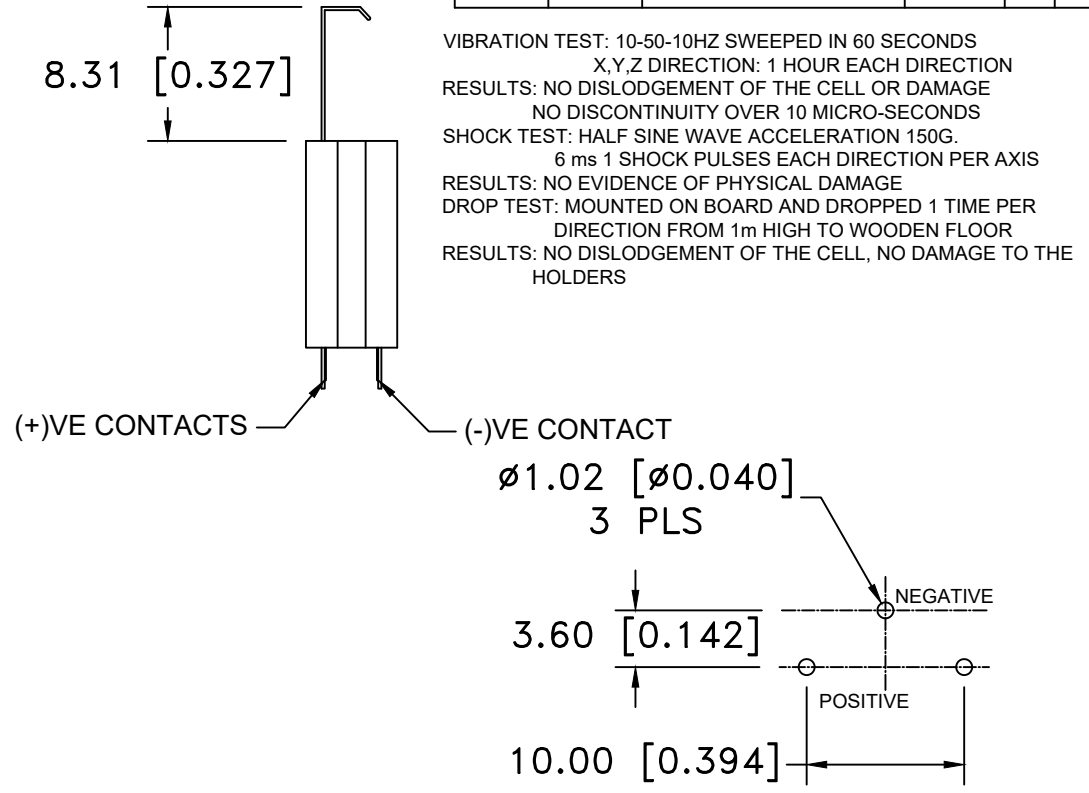 8.31 [0.327]
VIBRATION TEST: 10-50-10HZ SWEEPED IN 60 SECONDS
X,Y,Z DIRECTION: 1 HOUR EACH DIRECTION
RESULTS: NO DISLODGEMENT OF THE CELL OR DAMAGE
NO DISCONTINUITY OVER 10 MICRO-SECONDS
SHOCK TEST: HALF SINE WAVE ACCELERATION 150G.
6 ms 1 SHOCK PULSES EACH DIRECTION PER AXIS
RESULTS: NO EVIDENCE OF PHYSICAL DAMAGE
DROP TEST: MOUNTED ON BOARD AND DROPPED 1 TIME PER
DIRECTION FROM 1m HIGH TO WOODEN FLOOR
RESULTS: NO DISLODGEMENT OF THE CELL, NO DAMAGE TO THE
HOLDERS
(+)VE CONTACTS
(-)VE CONTACT
ø1.02 [ø0.040]
3 PLS
NEGATIVE
3.60 [0.142]
POSITIVE
10.00 [0.394]